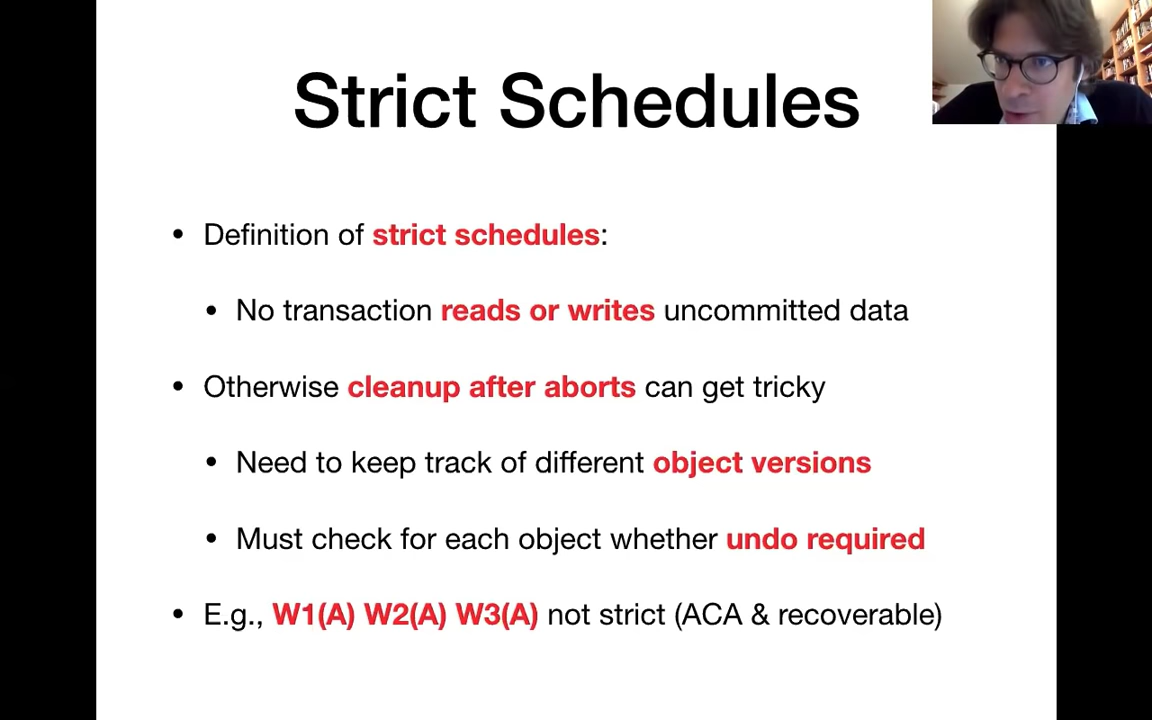 Strict Schedules
• Definition of strict schedules:
• No transaction reads or writes uncommitted data
• Otherwise cleanup after aborts can get tricky
• Need to keep track of different object versions
• Must check for each object whether undo required
• E.g., W1(A) W2(A) W3(A) not strict (ACA & recoverable)